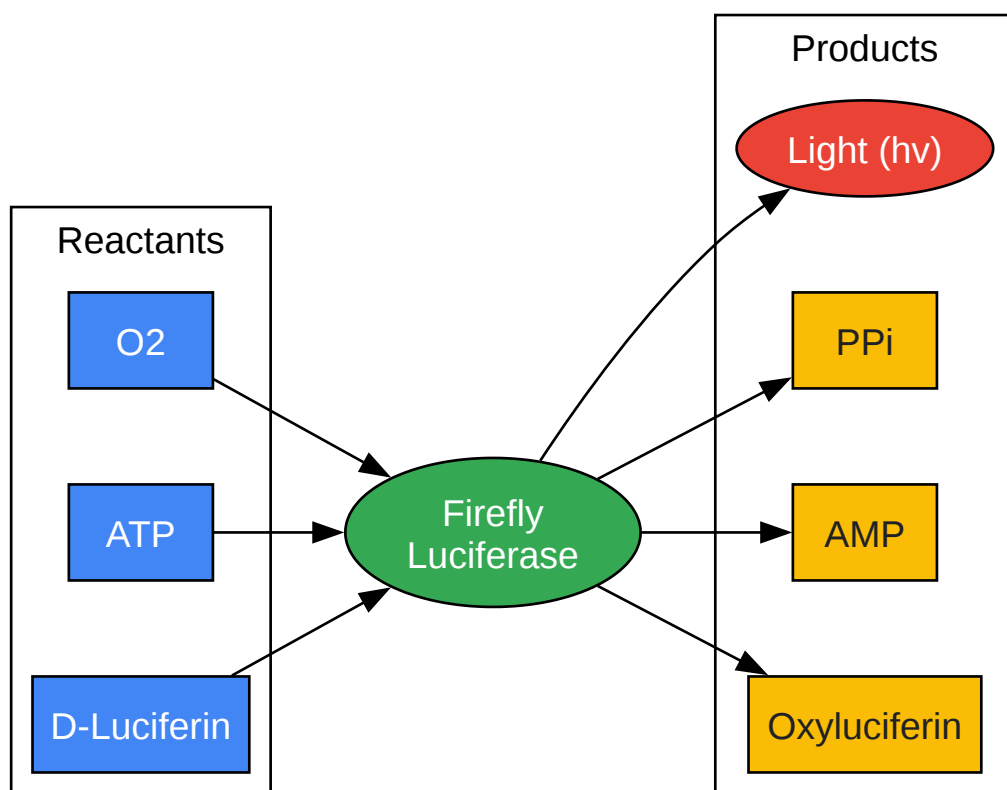 Reactants
O2
ATP
D-Luciferin
Firefly
Luciferase
Products
Light (hv)
PPi
AMP
Oxyluciferin